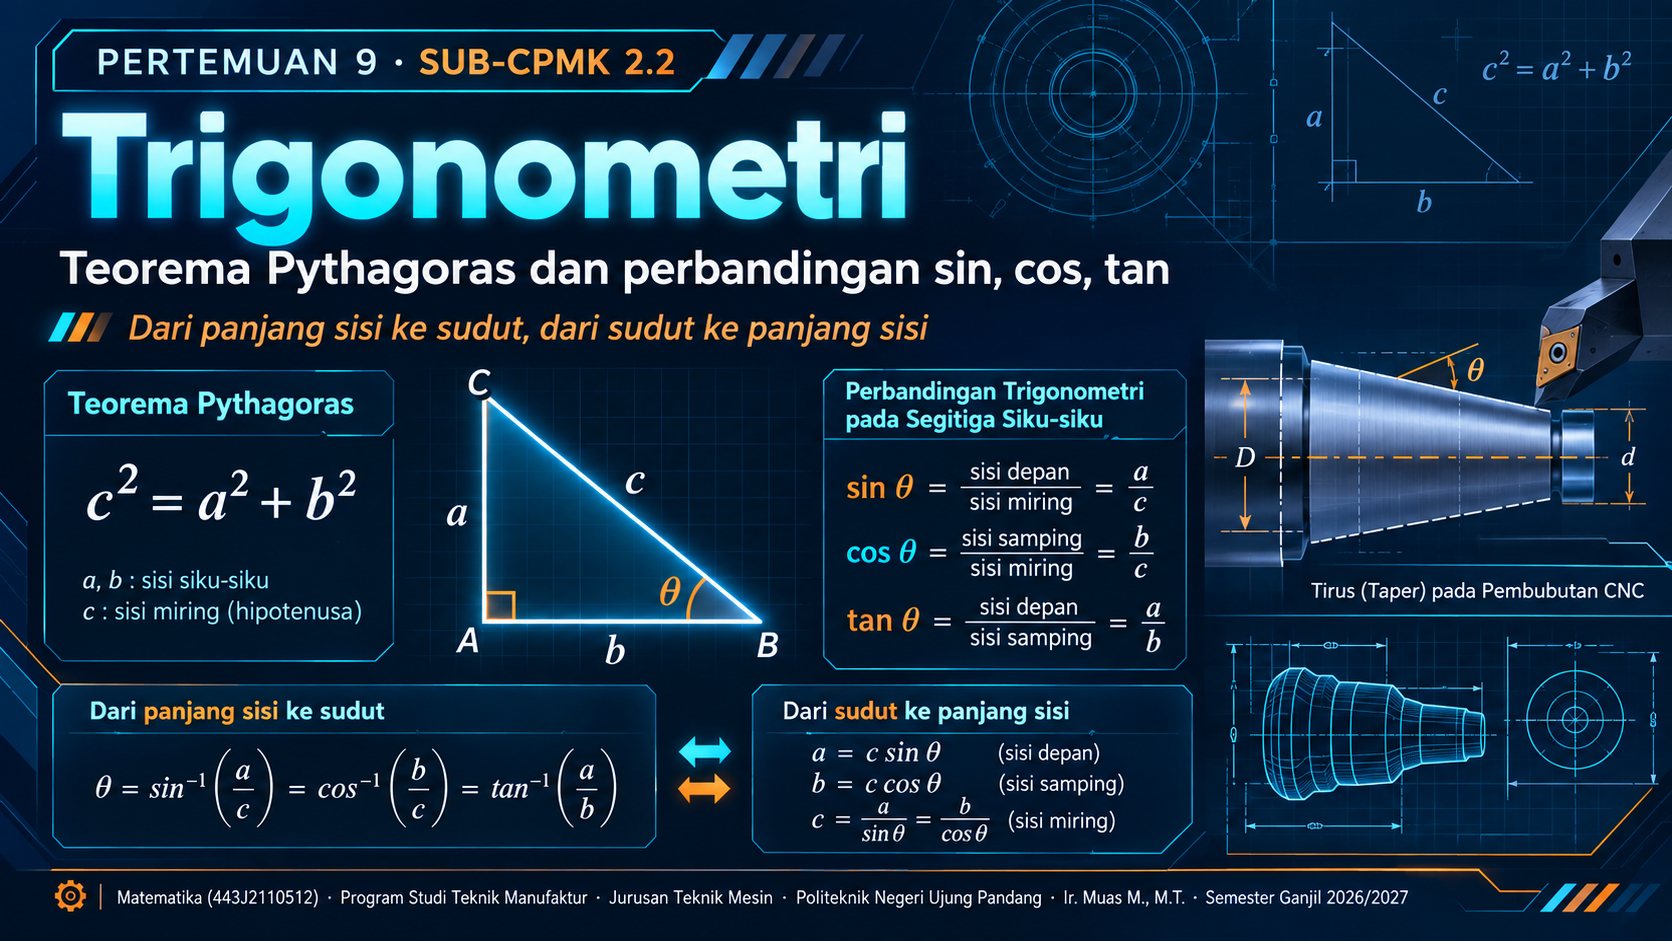 PERTEMUAN 9 · SUB-CPMK 2.2
Trigonometri
Teorema Pythagoras dan perbandingan sin, cos, tan
Dari panjang sisi ke sudut, dari sudut ke panjang sisi
c² = a² + b²
a
c
b
Teorema Pythagoras
c² = a² + b²
a, b : sisi siku-siku
c : sisi miring (hipotenusa)
C
a
c
θ
A
b
B
Perbandingan Trigonometri
pada Segitiga Siku-siku
sin θ = sisi depan / sisi miring = a / c
cos θ = sisi samping / sisi miring = b / c
tan θ = sisi depan / sisi samping = a / b
θ
D
d
Tirus (Taper) pada Pembubutan CNC
Dari panjang sisi ke sudut
θ = sin⁻¹ (a / c) = cos⁻¹ (b / c) = tan⁻¹ (a / b)
Dari sudut ke panjang sisi
a = c sin θ (sisi depan)
b = c cos θ (sisi samping)
c = a / sin θ = b / cos θ (sisi miring)
Matematika (443J2110512) · Program Studi Teknik Manufaktur · Jurusan Teknik Mesin · Politeknik Negeri Ujung Pandang · Ir. Muas M., M.T. · Semester Ganjil 2026/2027